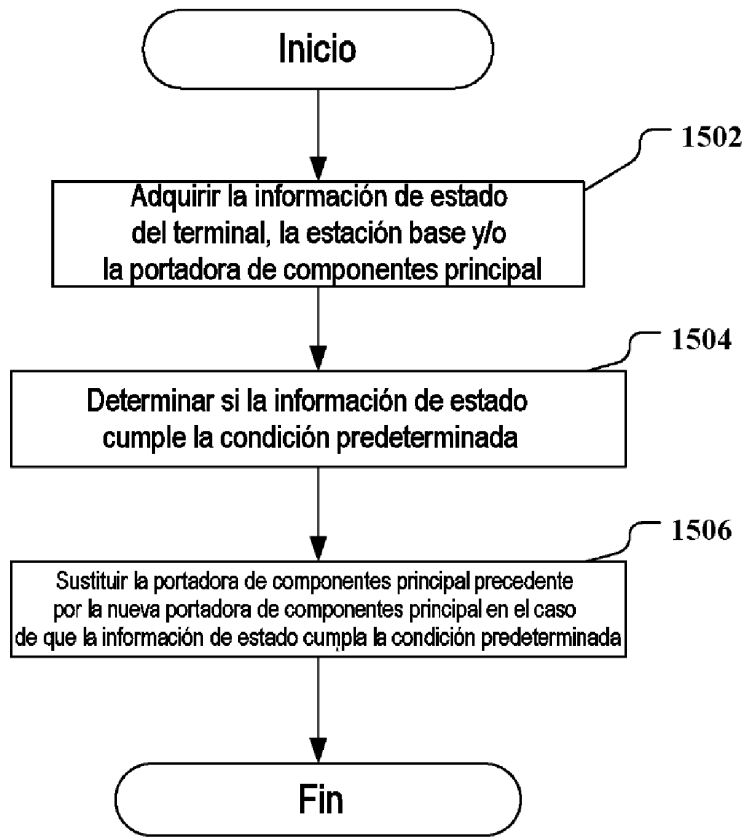 Inicio
1502
Adquirir la información de estado
del terminal, la estación base y/o
la portadora de componentes principal
1504
Determinar si la información de estado
cumple la condición predeterminada
1506
Sustituir la portadora de componentes principal precedente
por la nueva portadora de componentes principal en el caso
de que la información de estado cumpla la condición predeterminada
Fin